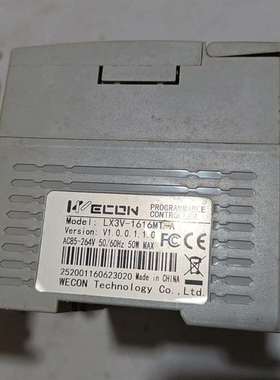 WECON PROGRAMMABLE
CONTROLLER
Model: LX3V-1616MT-A
Version: V1.0.0.1.1.0
AC85-264V 50/60Hz 50W MAX FC CE
252001160623020 Made in CHINA
WECON Technology Co.,Ltd.